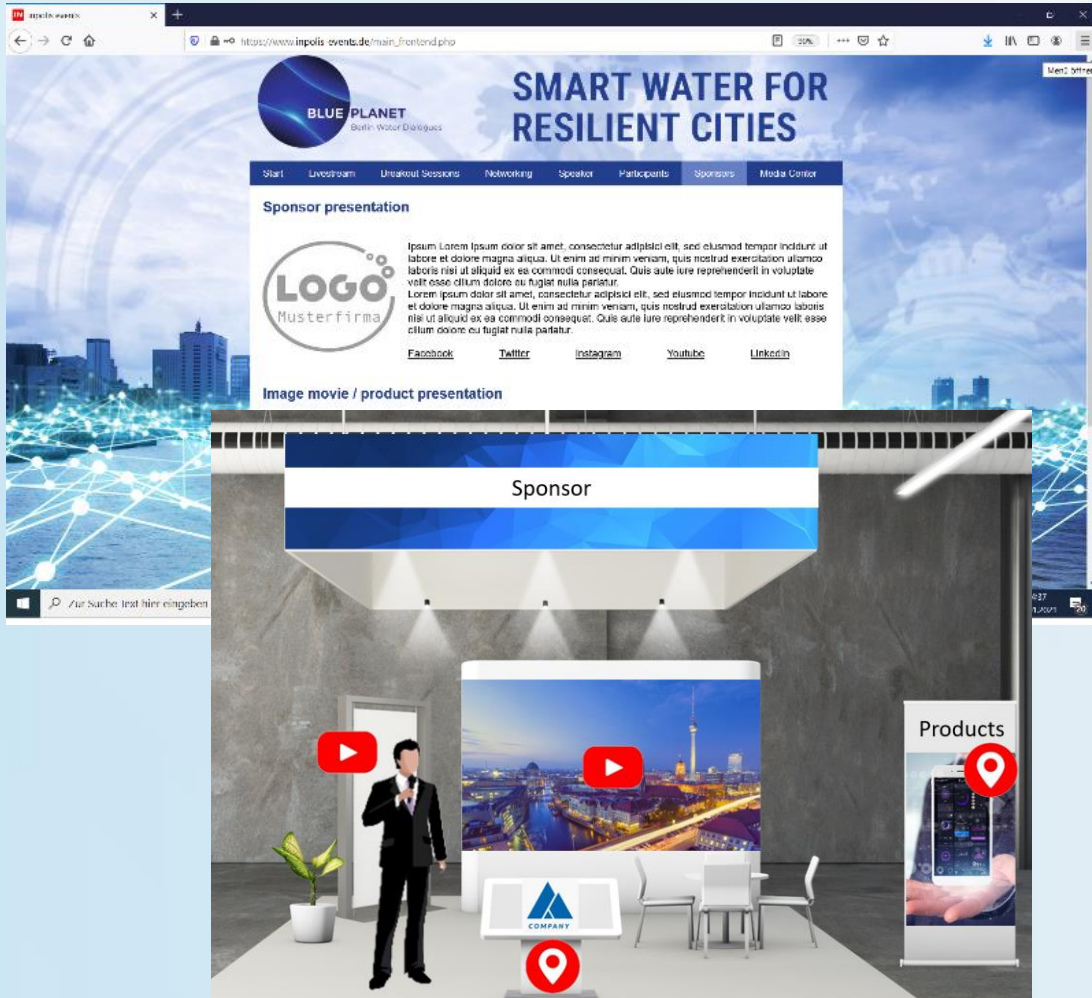 IN inpolis events
https://www.inpolis-events.de/main_frontend.php
90%
Menü öffnen
BLUE PLANET
Berlin Water Dialogues
SMART WATER FOR
RESILIENT CITIES
Start Livestream Breakout Sessions Networking Speaker Participants Sponsors Media Center
Sponsor presentation
LOGO
Musterfirma
Ipsum Lorem ipsum dolor sit amet, consectetur adipisici elit, sed eiusmod tempor incidunt ut
labore et dolore magna aliqua. Ut enim ad minim veniam, quis nostrud exercitation ullamco
laboris nisi ut aliquid ex ea commodi consequat. Quis aute iure reprehenderit in voluptate
velit esse cillum dolore eu fugiat nulla pariatur.
Lorem ipsum dolor sit amet, consectetur adipisici elit, sed eiusmod tempor incidunt ut labore
et dolore magna aliqua. Ut enim ad minim veniam, quis nostrud exercitation ullamco laboris
nisi ut aliquid ex ea commodi consequat. Quis aute iure reprehenderit in voluptate velit esse
cillum dolore eu fugiat nulla pariatur.
Facebook Twitter Instagram Youtube LinkedIn
Image movie / product presentation
Sponsor
Products
COMPANY
Zur Suche Text hier eingeben